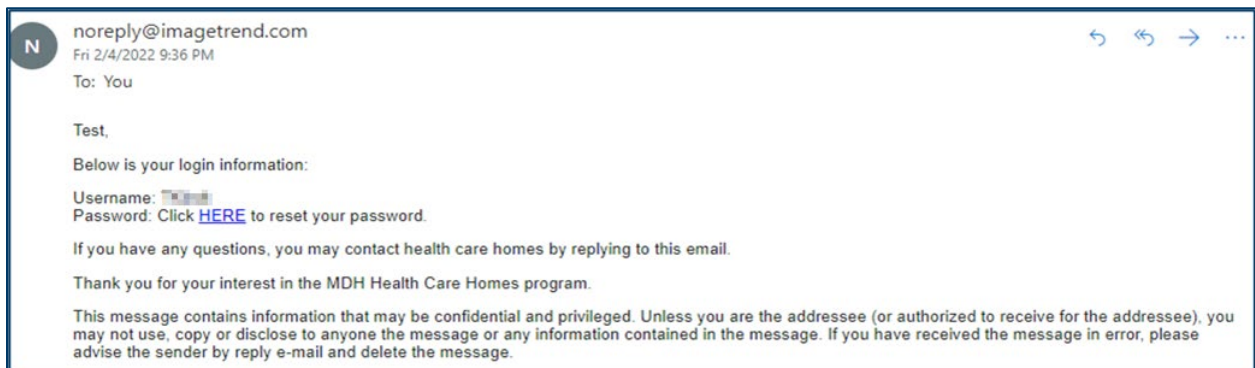 N
noreply@imagetrend.com
Fri 2/4/2022 9:36 PM
To: You
Test,
Below is your login information:
Username:
Password: Click HERE to reset your password.
If you have any questions, you may contact health care homes by replying to this email.
Thank you for your interest in the MDH Health Care Homes program.
This message contains information that may be confidential and privileged. Unless you are the addressee (or authorized to receive for the addressee), you
may not use, copy or disclose to anyone the message or any information contained in the message. If you have received the message in error, please
advise the sender by reply e-mail and delete the message.